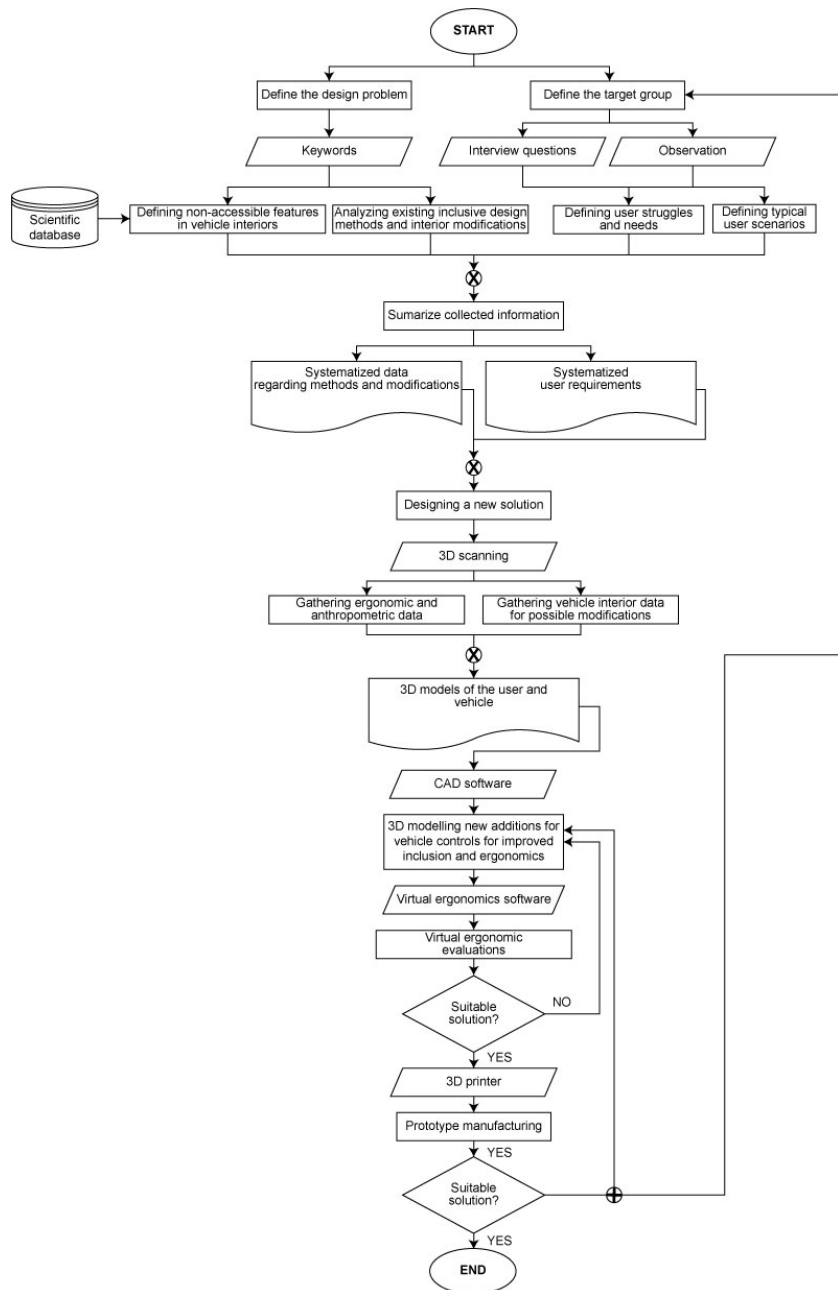 START
Define the design problem
Define the target group
Keywords
Interview questions
Observation
Scientific
database
Defining non-accessible features
in vehicle interiors
Analyzing existing inclusive design
methods and interior modifications
Defining user struggles
and needs
Defining typical
user scenarios
X
Sumarize collected information
Systematized data
regarding methods and modifications
Systematized
user requirements
X
Designing a new solution
3D scanning
Gathering ergonomic and
anthropometric data
Gathering vehicle interior data
for possible modifications
X
3D models of the user and
vehicle
CAD software
3D modelling new additions for
vehicle controls for improved
inclusion and ergonomics
Virtual ergonomics software
Virtual ergonomic
evaluations
Suitable
solution?
NO
YES
3D printer
Prototype manufacturing
YES
Suitable
solution?
YES
END